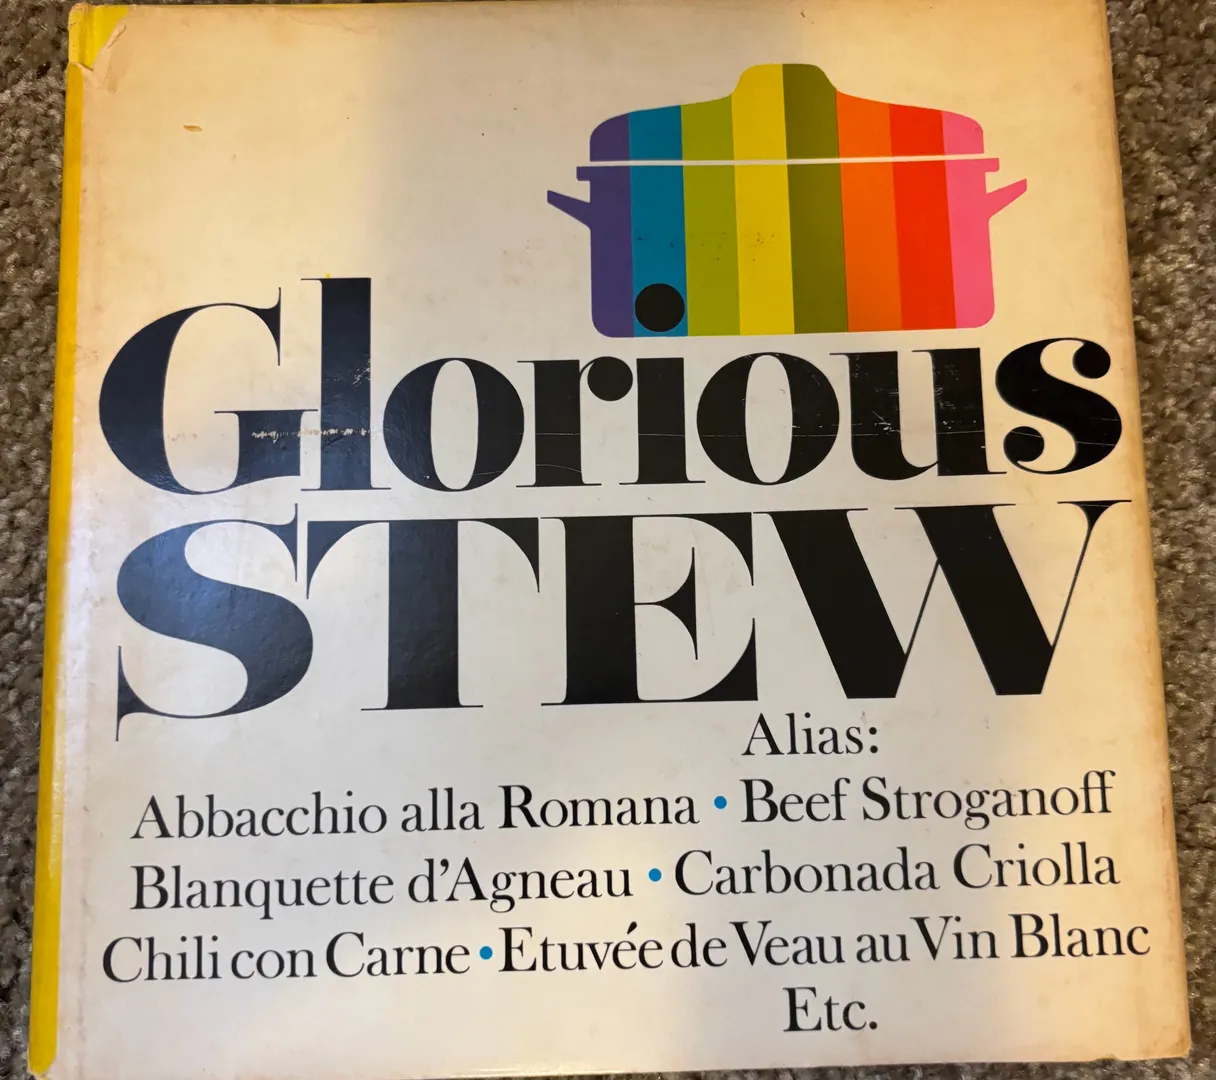 Glorious
STEW
Alias:
Abbacchio alla Romana • Beef Stroganoff
Blanquette d'Agneau • Carbonada Criolla
Chili con Carne • Etuvée de Veau au Vin Blanc
Etc.